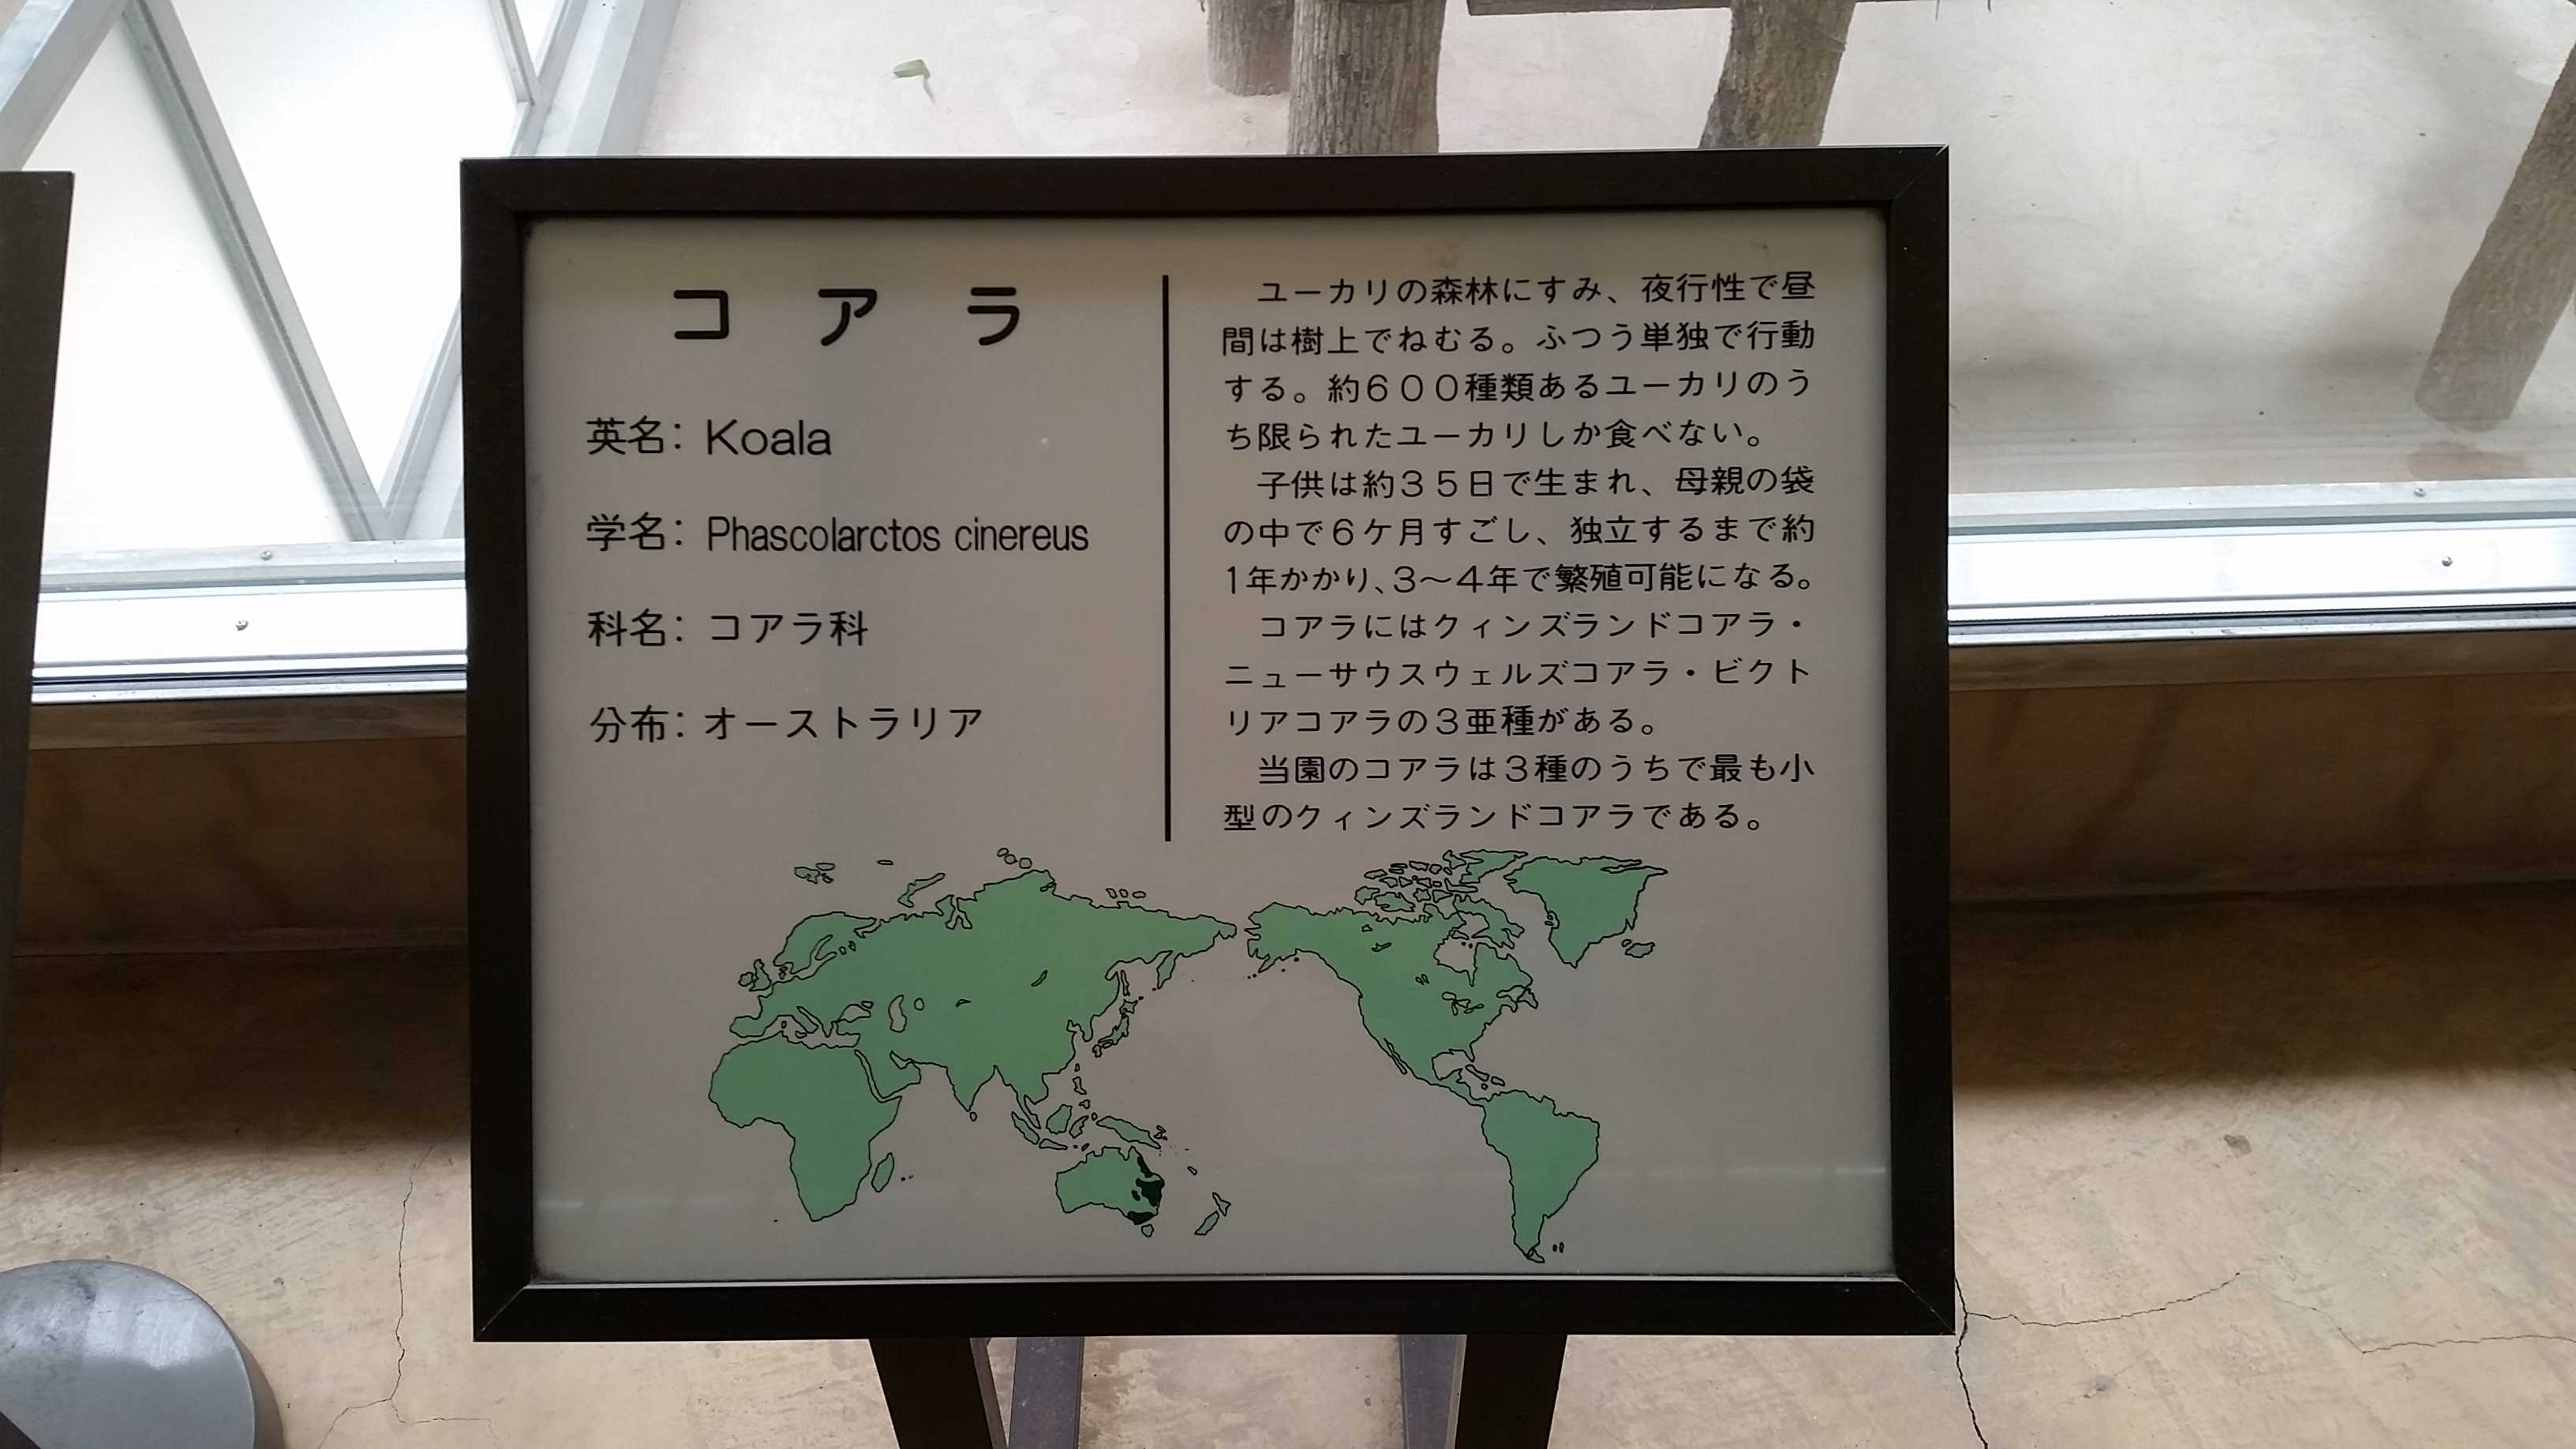 コアラ
英名: Koala
学名: Phascolarctos cinereus
科名: コアラ科
分布: オーストラリア
ユーカリの森林にすみ、夜行性で昼
間は樹上でねむる。ふつう単独で行動
する。約６００種類あるユーカリのう
ち限られたユーカリしか食べない。
子供は約３５日で生まれ、母親の袋
の中で６ケ月すごし、独立するまで約
1年かかり、３〜４年で繁殖可能になる。
コアラにはクィンズランドコアラ・
ニューサウスウェルズコアラ・ビクト
リアコアラの３亜種がある。
当園のコアラは３種のうちで最も小
型のクィンズランドコアラである。